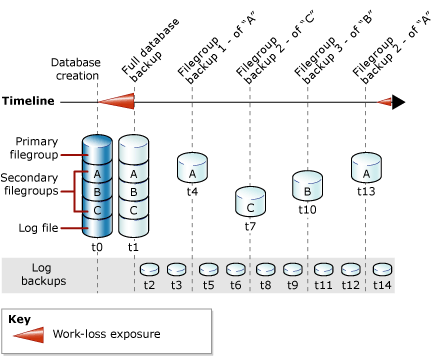 Database
creation
Full database
backup
Filegroup
backup 1 - of "A"
Filegroup
backup 2 - of "C"
Filegroup
backup 3 - of "B"
Filegroup
backup 2 - of "A"
Timeline
Primary
filegroup
Secondary
filegroups
Log file
A
B
C
A
B
C
A
C
B
A
t0
t1
t4
t7
t10
t13
Log
backups
t2
t3
t5
t6
t8
t9
t11
t12
t14
Key
Work-loss exposure